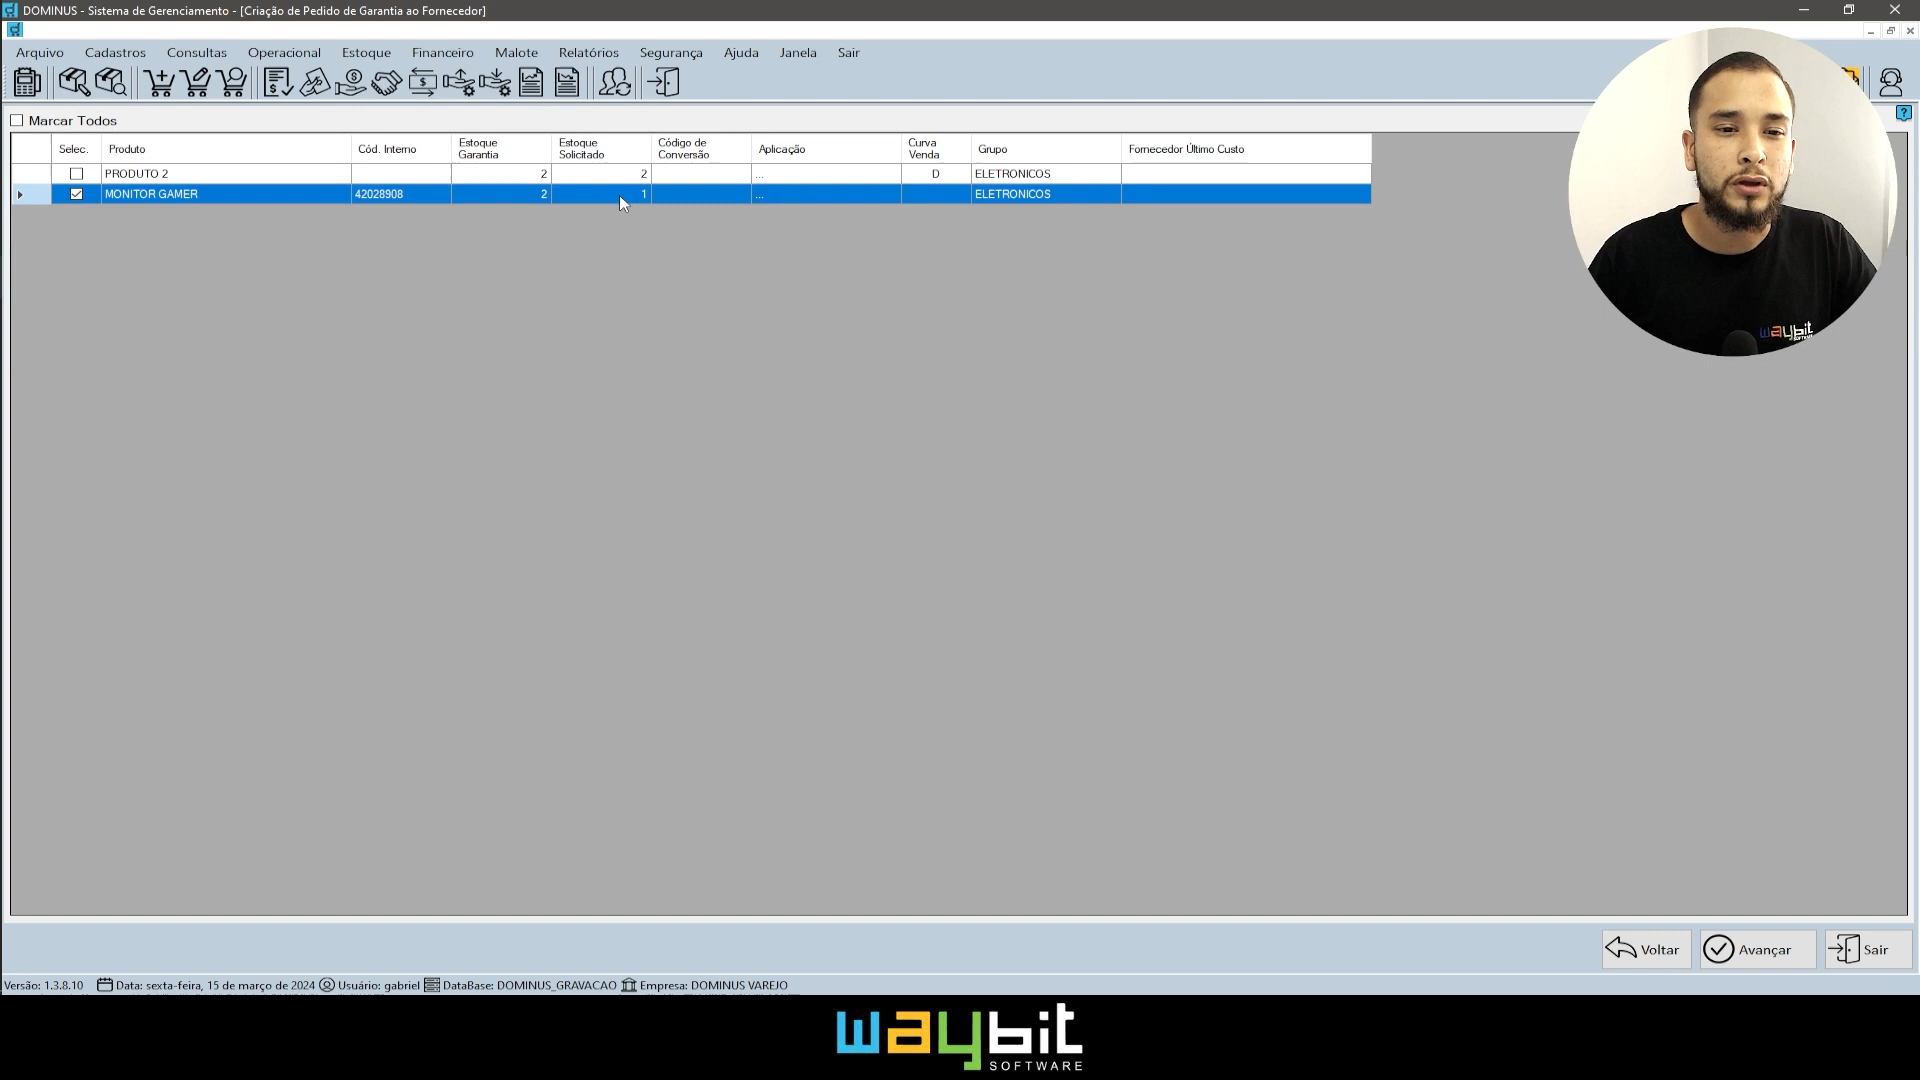 DOMINUS - Sistema de Gerenciamento - [Criação de Pedido de Garantia ao Fornecedor]
Arquivo Cadastros Consultas Operacional Estoque Financeiro Malote Relatórios Segurança Ajuda Janela Sair
Marcar Todos
Selec. Produto Cód. Interno Estoque Garantia Estoque Solicitado Código de Conversão Aplicação Curva Venda Grupo Fornecedor Último Custo
PRODUTO 2 2 2 ... D ELETRONICOS
MONITOR GAMER 42028908 2 1 ... ELETRONICOS
waybit
Voltar Avançar Sair
Versão: 1.3.8.10 Data: sexta-feira, 15 de março de 2024 Usuário: gabriel DataBase: DOMINUS_GRAVACAO Empresa: DOMINUS VAREJO
waybit
SOFTWARE